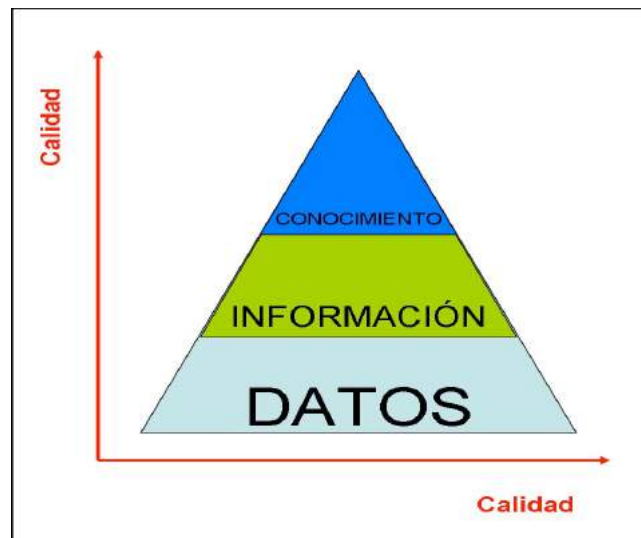 Calidad
CONOCIMIENTO
INFORMACIÓN
DATOS
Calidad